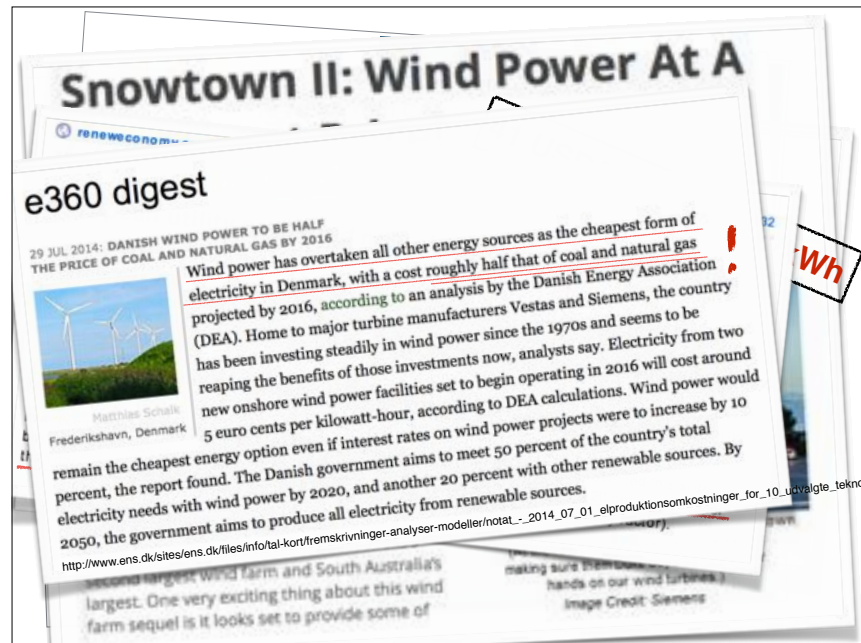 Snowtown II: Wind Power At A
reneweconomy
e360 digest
29 JUL 2014: DANISH WIND POWER TO BE HALF
THE PRICE OF COAL AND NATURAL GAS BY 2016
Wind power has overtaken all other energy sources as the cheapest form of
electricity in Denmark, with a cost roughly half that of coal and natural gas
projected by 2016, according to an analysis by the Danish Energy Association
(DEA). Home to major turbine manufacturers Vestas and Siemens, the country
has been investing steadily in wind power since the 1970s and seems to be
reaping the benefits of those investments now, analysts say. Electricity from two
new onshore wind power facilities set to begin operating in 2016 will cost around
5 euro cents per kilowatt-hour, according to DEA calculations. Wind power would
remain the cheapest energy option even if interest rates on wind power projects were to increase by 10
percent, the report found. The Danish government aims to meet 50 percent of the country's total
electricity needs with wind power by 2020, and another 20 percent with other renewable sources. By
2050, the government aims to produce all electricity from renewable sources.
Matthias Schalk
Frederikshavn, Denmark
http://www.ens.dk/sites/ens.dk/files/info/tal-kort/fremskrivninger-analyser-modeller/notat_-_2014_07_01_elproduktionsomkostninger_for_10_udvalgte_tekno
!
kWh
32
second largest wind farm and South Australia's
largest. One very exciting thing about this wind
farm sequel is it looks set to provide some of
making sure them
hands on our wind turbines.)
Image Credit: Siemens